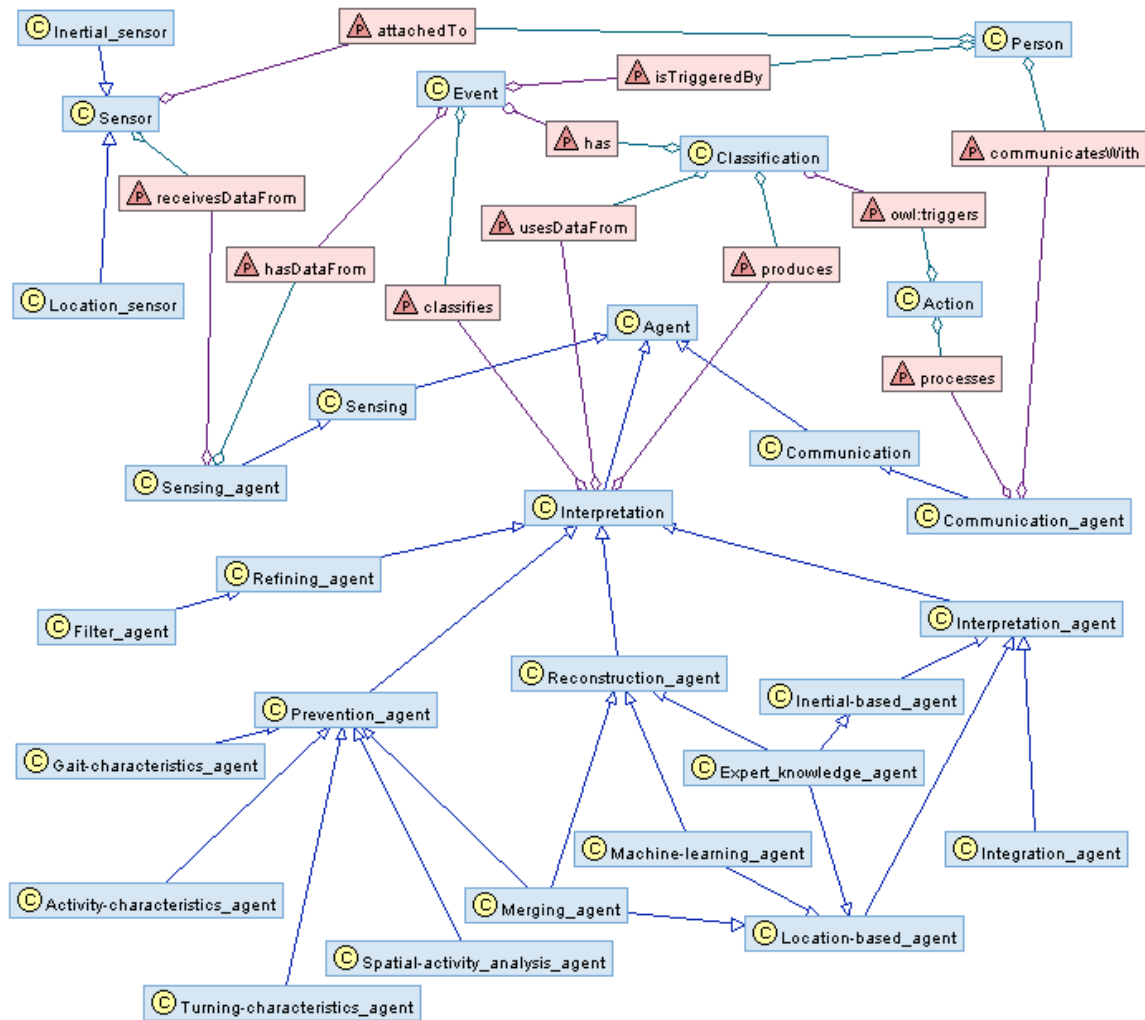 Inertial_sensor
attachedTo
Person
isTriggeredBy
Event
Sensor
has
Classification
communicatesWith
receivesDataFrom
owl:triggers
usesDataFrom
hasDataFrom
produces
Location_sensor
classifies
Action
Agent
processes
Sensing
Communication
Sensing_agent
Interpretation
Communication_agent
Refining_agent
Filter_agent
Interpretation_agent
Reconstruction_agent
Inertial-based_agent
Prevention_agent
Gait-characteristics_agent
Expert_knowledge_agent
Machine-learning_agent
Integration_agent
Activity-characteristics_agent
Merging_agent
Location-based_agent
Spatial-activity_analysis_agent
Turning-characteristics_agent